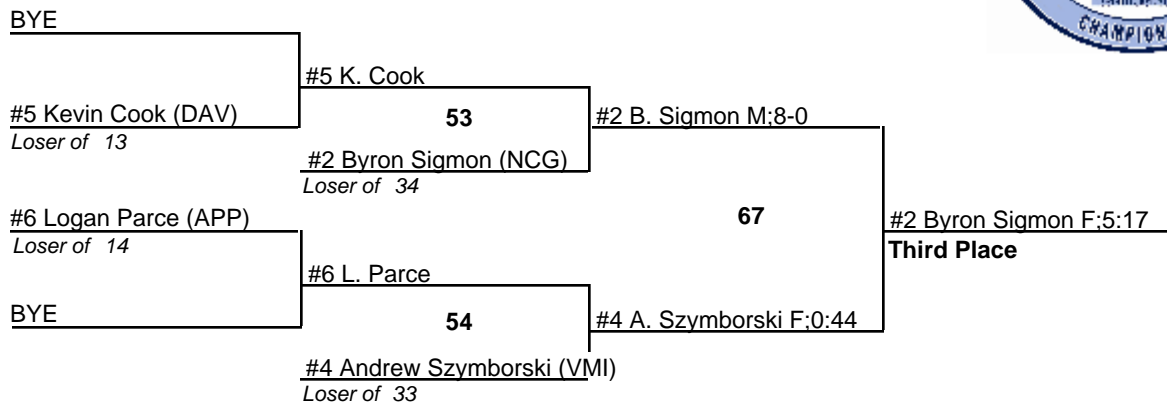 BYE
#5 K. Cook
#5 Kevin Cook (DAV)
Loser of 13
53
#2 B. Sigmon M;8-0
#2 Byron Sigmon (NCG)
Loser of 34
#6 Logan Parce (APP)
Loser of 14
67
#2 Byron Sigmon F;5:17
Third Place
#6 L. Parce
BYE
54
#4 A. Szymborski F;0:44
#4 Andrew Szymborski (VMI)
Loser of 33